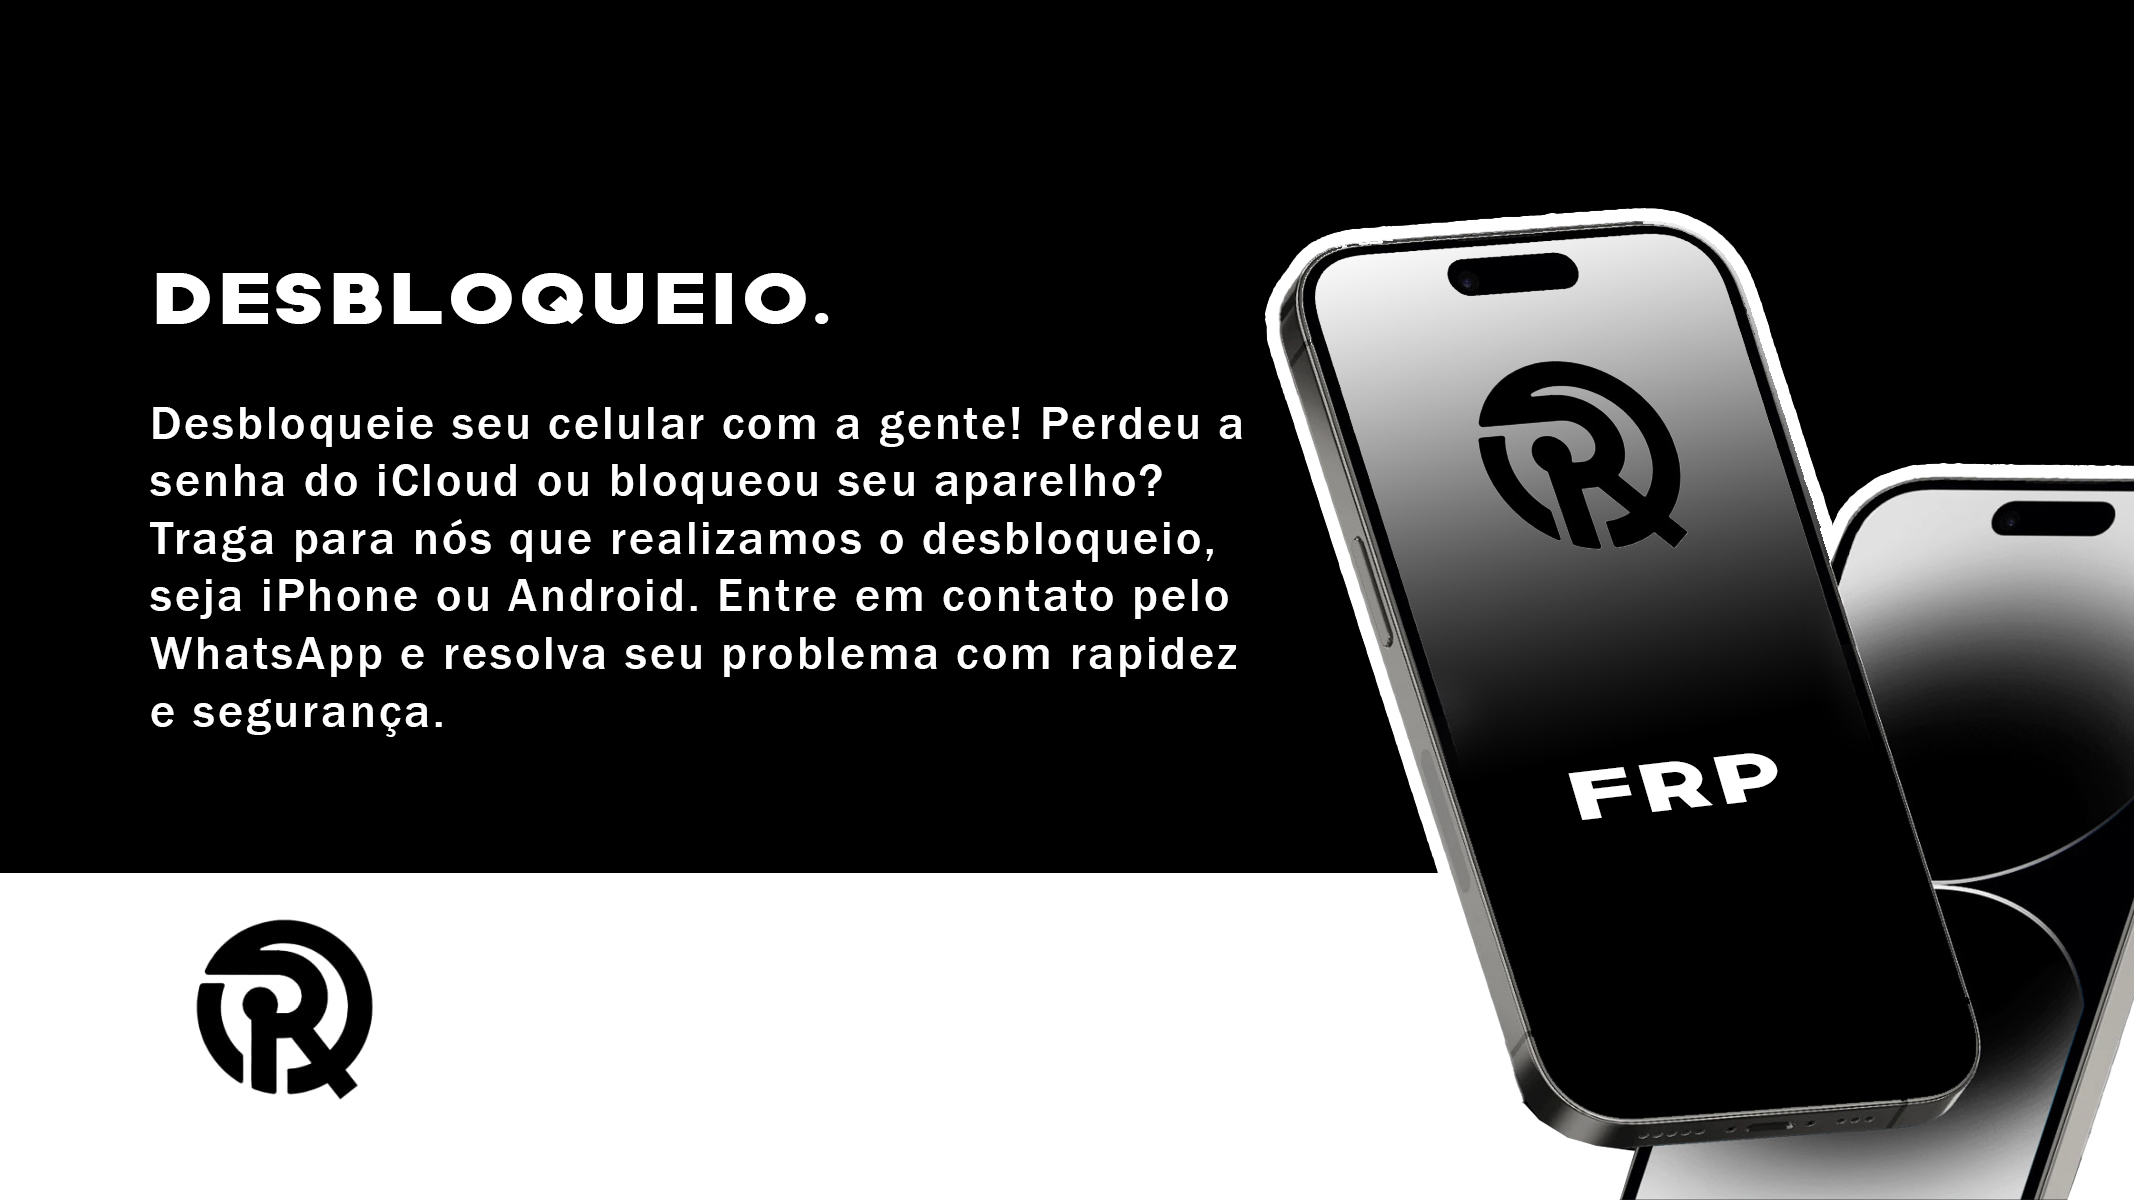 DESBLOQUEIO.
Desbloqueie seu celular com a gente! Perdeu a
senha do iCloud ou bloqueou seu aparelho?
Traga para nós que realizamos o desbloqueio,
seja iPhone ou Android. Entre em contato pelo
WhatsApp e resolva seu problema com rapidez
e segurança.
FRP